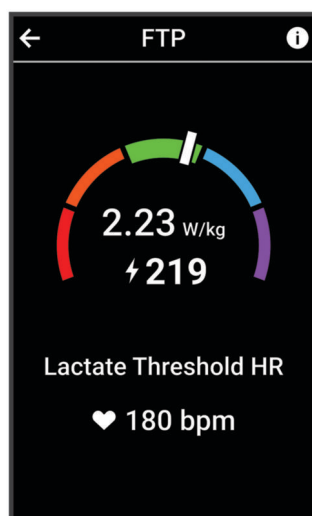 FTP
2.23 W/kg
219
Lactate Threshold HR
180 bpm